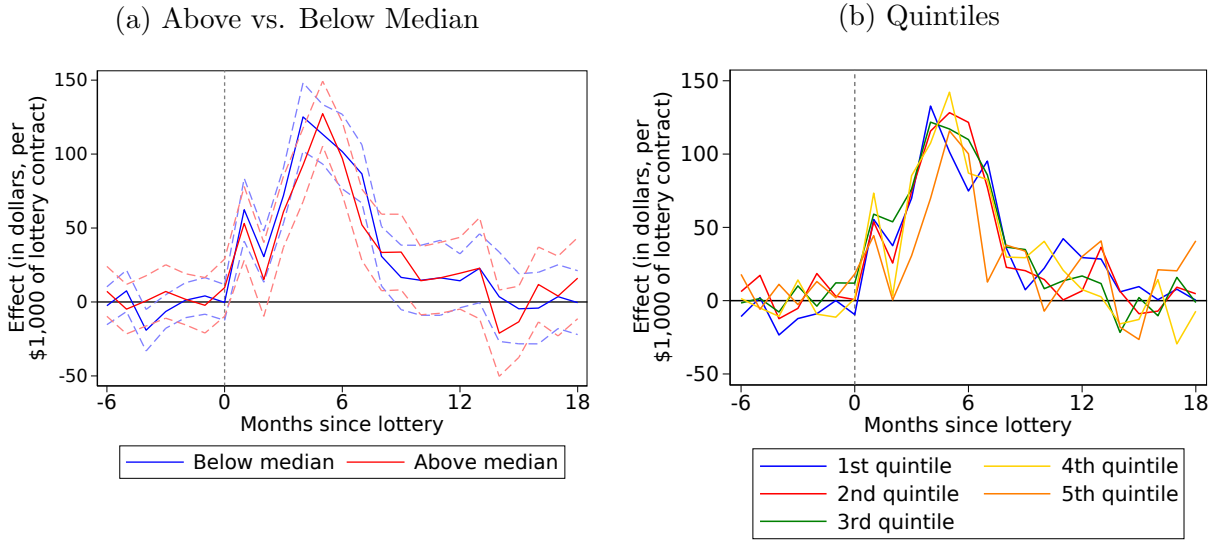 (a) Above vs. Below Median
Effect (in dollars, per
$1,000 of lottery contract)
150
100
50
0
-50
-6
0
6
12
18
Months since lottery
Below median
Above median
(b) Quintiles
Effect (in dollars, per
$1,000 of lottery contract)
150
100
50
0
-50
-6
0
6
12
18
Months since lottery
1st quintile
4th quintile
2nd quintile
5th quintile
3rd quintile